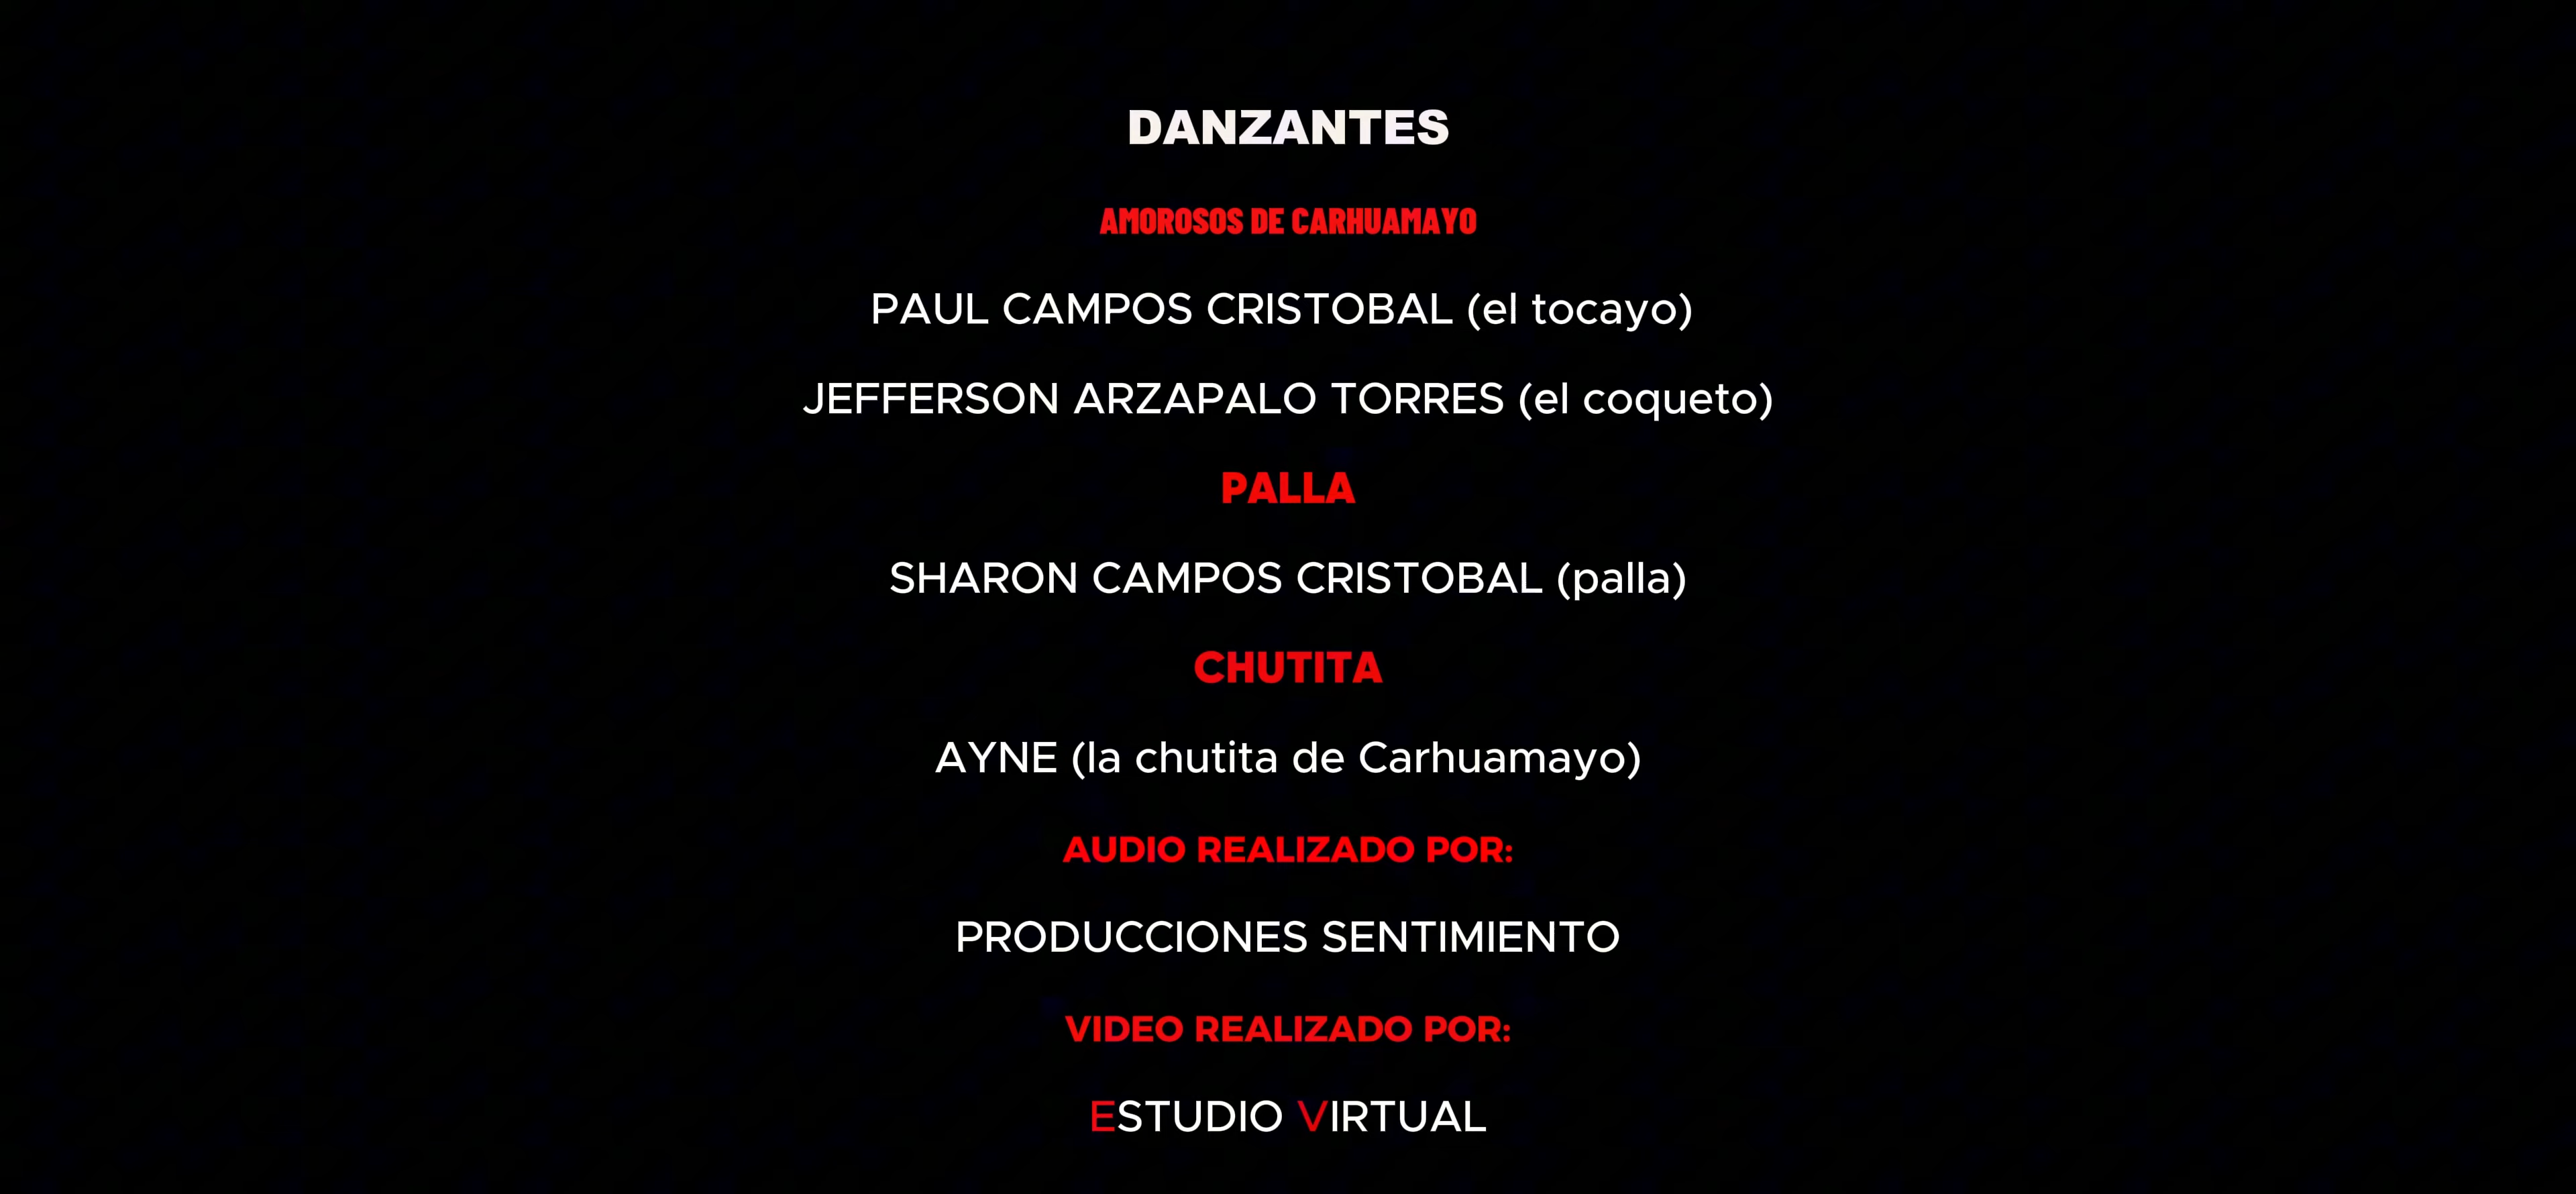 DANZANTES
AMOROSOS DE CARHUAMAYO
PAUL CAMPOS CRISTOBAL (el tocayo)
JEFFERSON ARZAPALO TORRES (el coqueto)
PALLA
SHARON CAMPOS CRISTOBAL (palla)
CHUTITA
AYNE (la chutita de Carhuamayo)
AUDIO REALIZADO POR:
PRODUCCIONES SENTIMIENTO
VIDEO REALIZADO POR:
ESTUDIO VIRTUAL